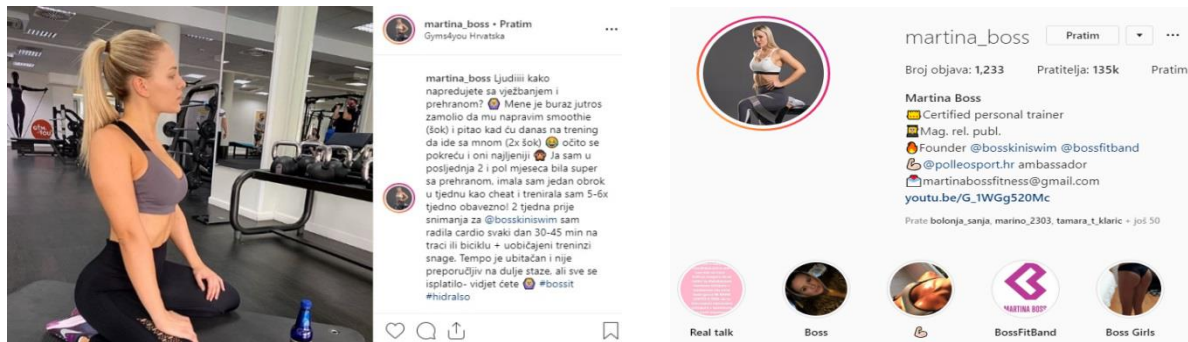 martina_boss • Pratim
Gyms4you Hrvatska
martina_boss Ljudiiii kako
napredujete sa vježbanjem i
prehranom? Mene je buraz jutros
zamolio da mu napravim smoothie
(šok) i pitao kad ću danas na trening
da ide sa mnom (2x šok) očito se
pokreću i oni najljeniji Ja sam u
posljednja 2 i pol mjeseca bila super
sa prehranom, imala sam jedan obrok
u tjednu kao cheat i trenirala sam 5-6x
tjedno obavezno! 2 tjedna prije
snimanja za @bosskiniswim sam
radila cardio svaki dan 30-45 min na
traci ili biciklu + uobičajeni treninzi
snage. Tempo je ubitačan i nije
preporučljiv na dulje staze, ali sve se
isplatilo- vidjet ćete #bossit
#hidralso
martina_boss Pratim
Broj objava: 1,233 Pratitelja: 135k Pratim
Martina Boss
Certified personal trainer
Mag. rel. publ.
Founder @bosskiniswim @bossfitband
@polleosport.hr ambassador
martinabossfitness@gmail.com
youtu.be/G_1WGg520Mc
Prate bolonja_sanja, marino_2303, tamara_t_klaric + još 50
MARTINA BOSS
Real talk Boss BossFitBand Boss Girls